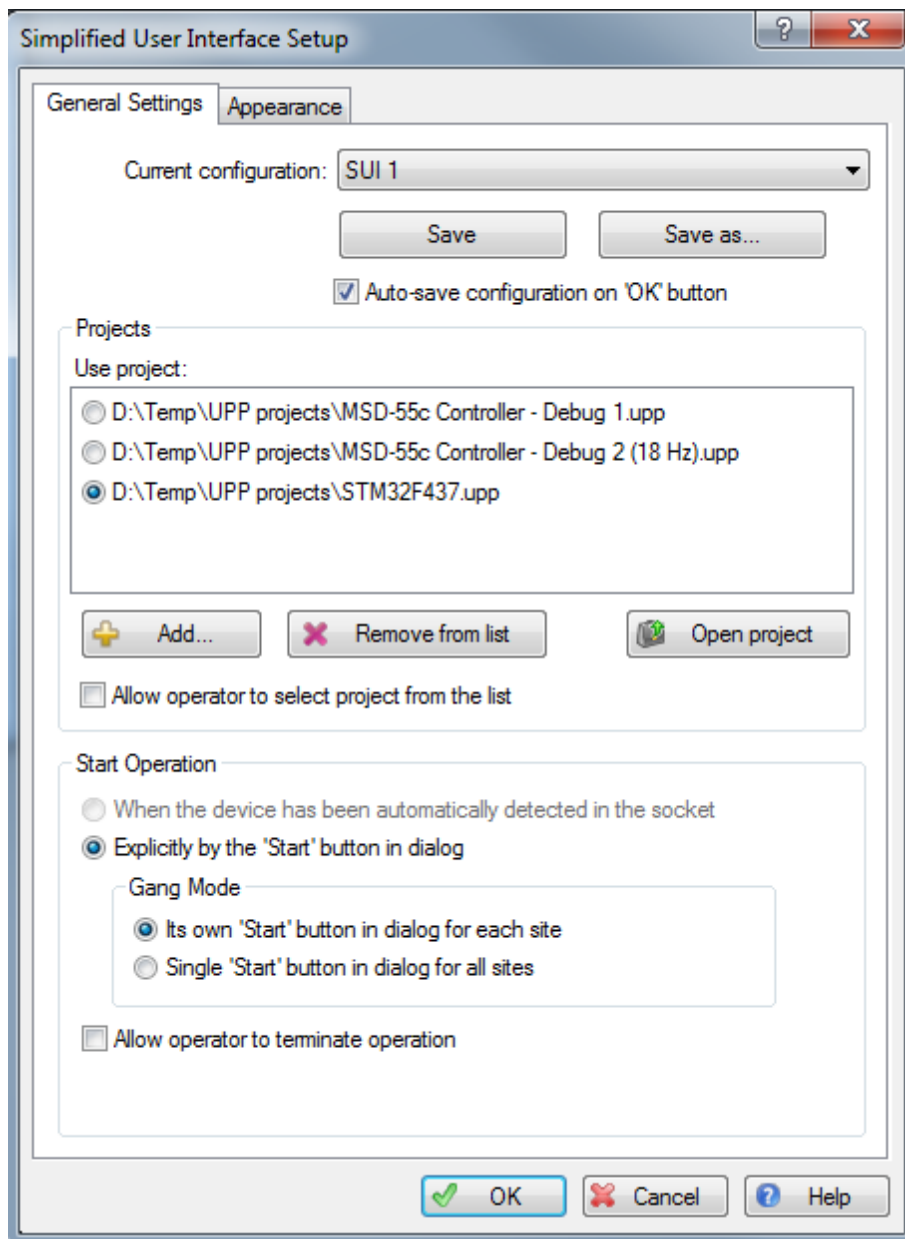 Simplified User Interface Setup
General Settings
Appearance
Current configuration: SUI 1
Save
Save as...
Auto-save configuration on 'OK' button
Projects
Use project:
D:\Temp\UPP projects\MSD-55c Controller - Debug 1.upp
D:\Temp\UPP projects\MSD-55c Controller - Debug 2 (18 Hz).upp
D:\Temp\UPP projects\STM32F437.upp
Add...
Remove from list
Open project
Allow operator to select project from the list
Start Operation
When the device has been automatically detected in the socket
Explicitly by the 'Start' button in dialog
Gang Mode
Its own 'Start' button in dialog for each site
Single 'Start' button in dialog for all sites
Allow operator to terminate operation
OK
Cancel
Help